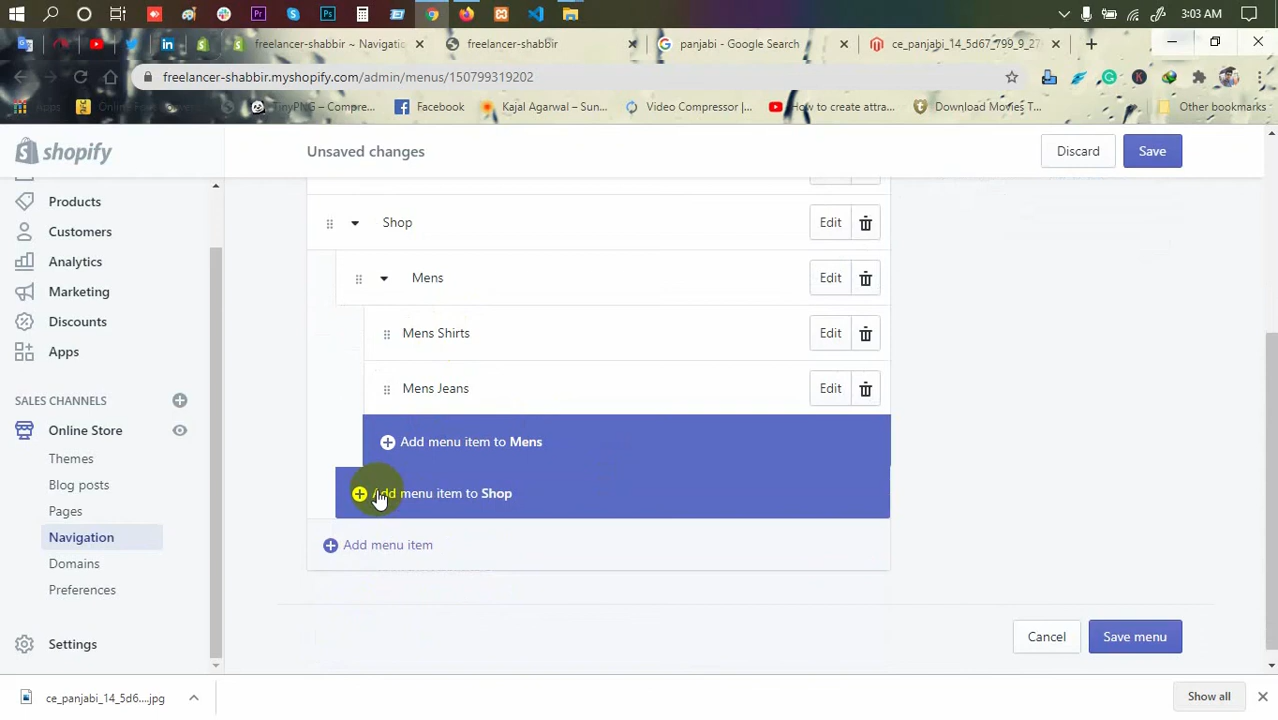 3:03 AM
freelancer-shabbir ~ Navigatic
freelancer-shabbir
panjabi - Google Search
ce_panjabi_14_5d67_799_9_27
freelancer-shabbir.myshopify.com/admin/menus/150799319202
Apps
TinyPNG – Compre...
Facebook
Kajal Agarwal – Sun...
Video Compressor |...
How to create attra...
Download Movies T...
Other bookmarks
shopify
Unsaved changes
Discard
Save
Products
Customers
Analytics
Marketing
Discounts
Apps
SALES CHANNELS
Online Store
Themes
Blog posts
Pages
Navigation
Domains
Preferences
Settings
Shop
Edit
Mens
Edit
Mens Shirts
Edit
Mens Jeans
Edit
Add menu item to Mens
Add menu item to Shop
Add menu item
Cancel
Save menu
ce_panjabi_14_5d6....jpg
Show all